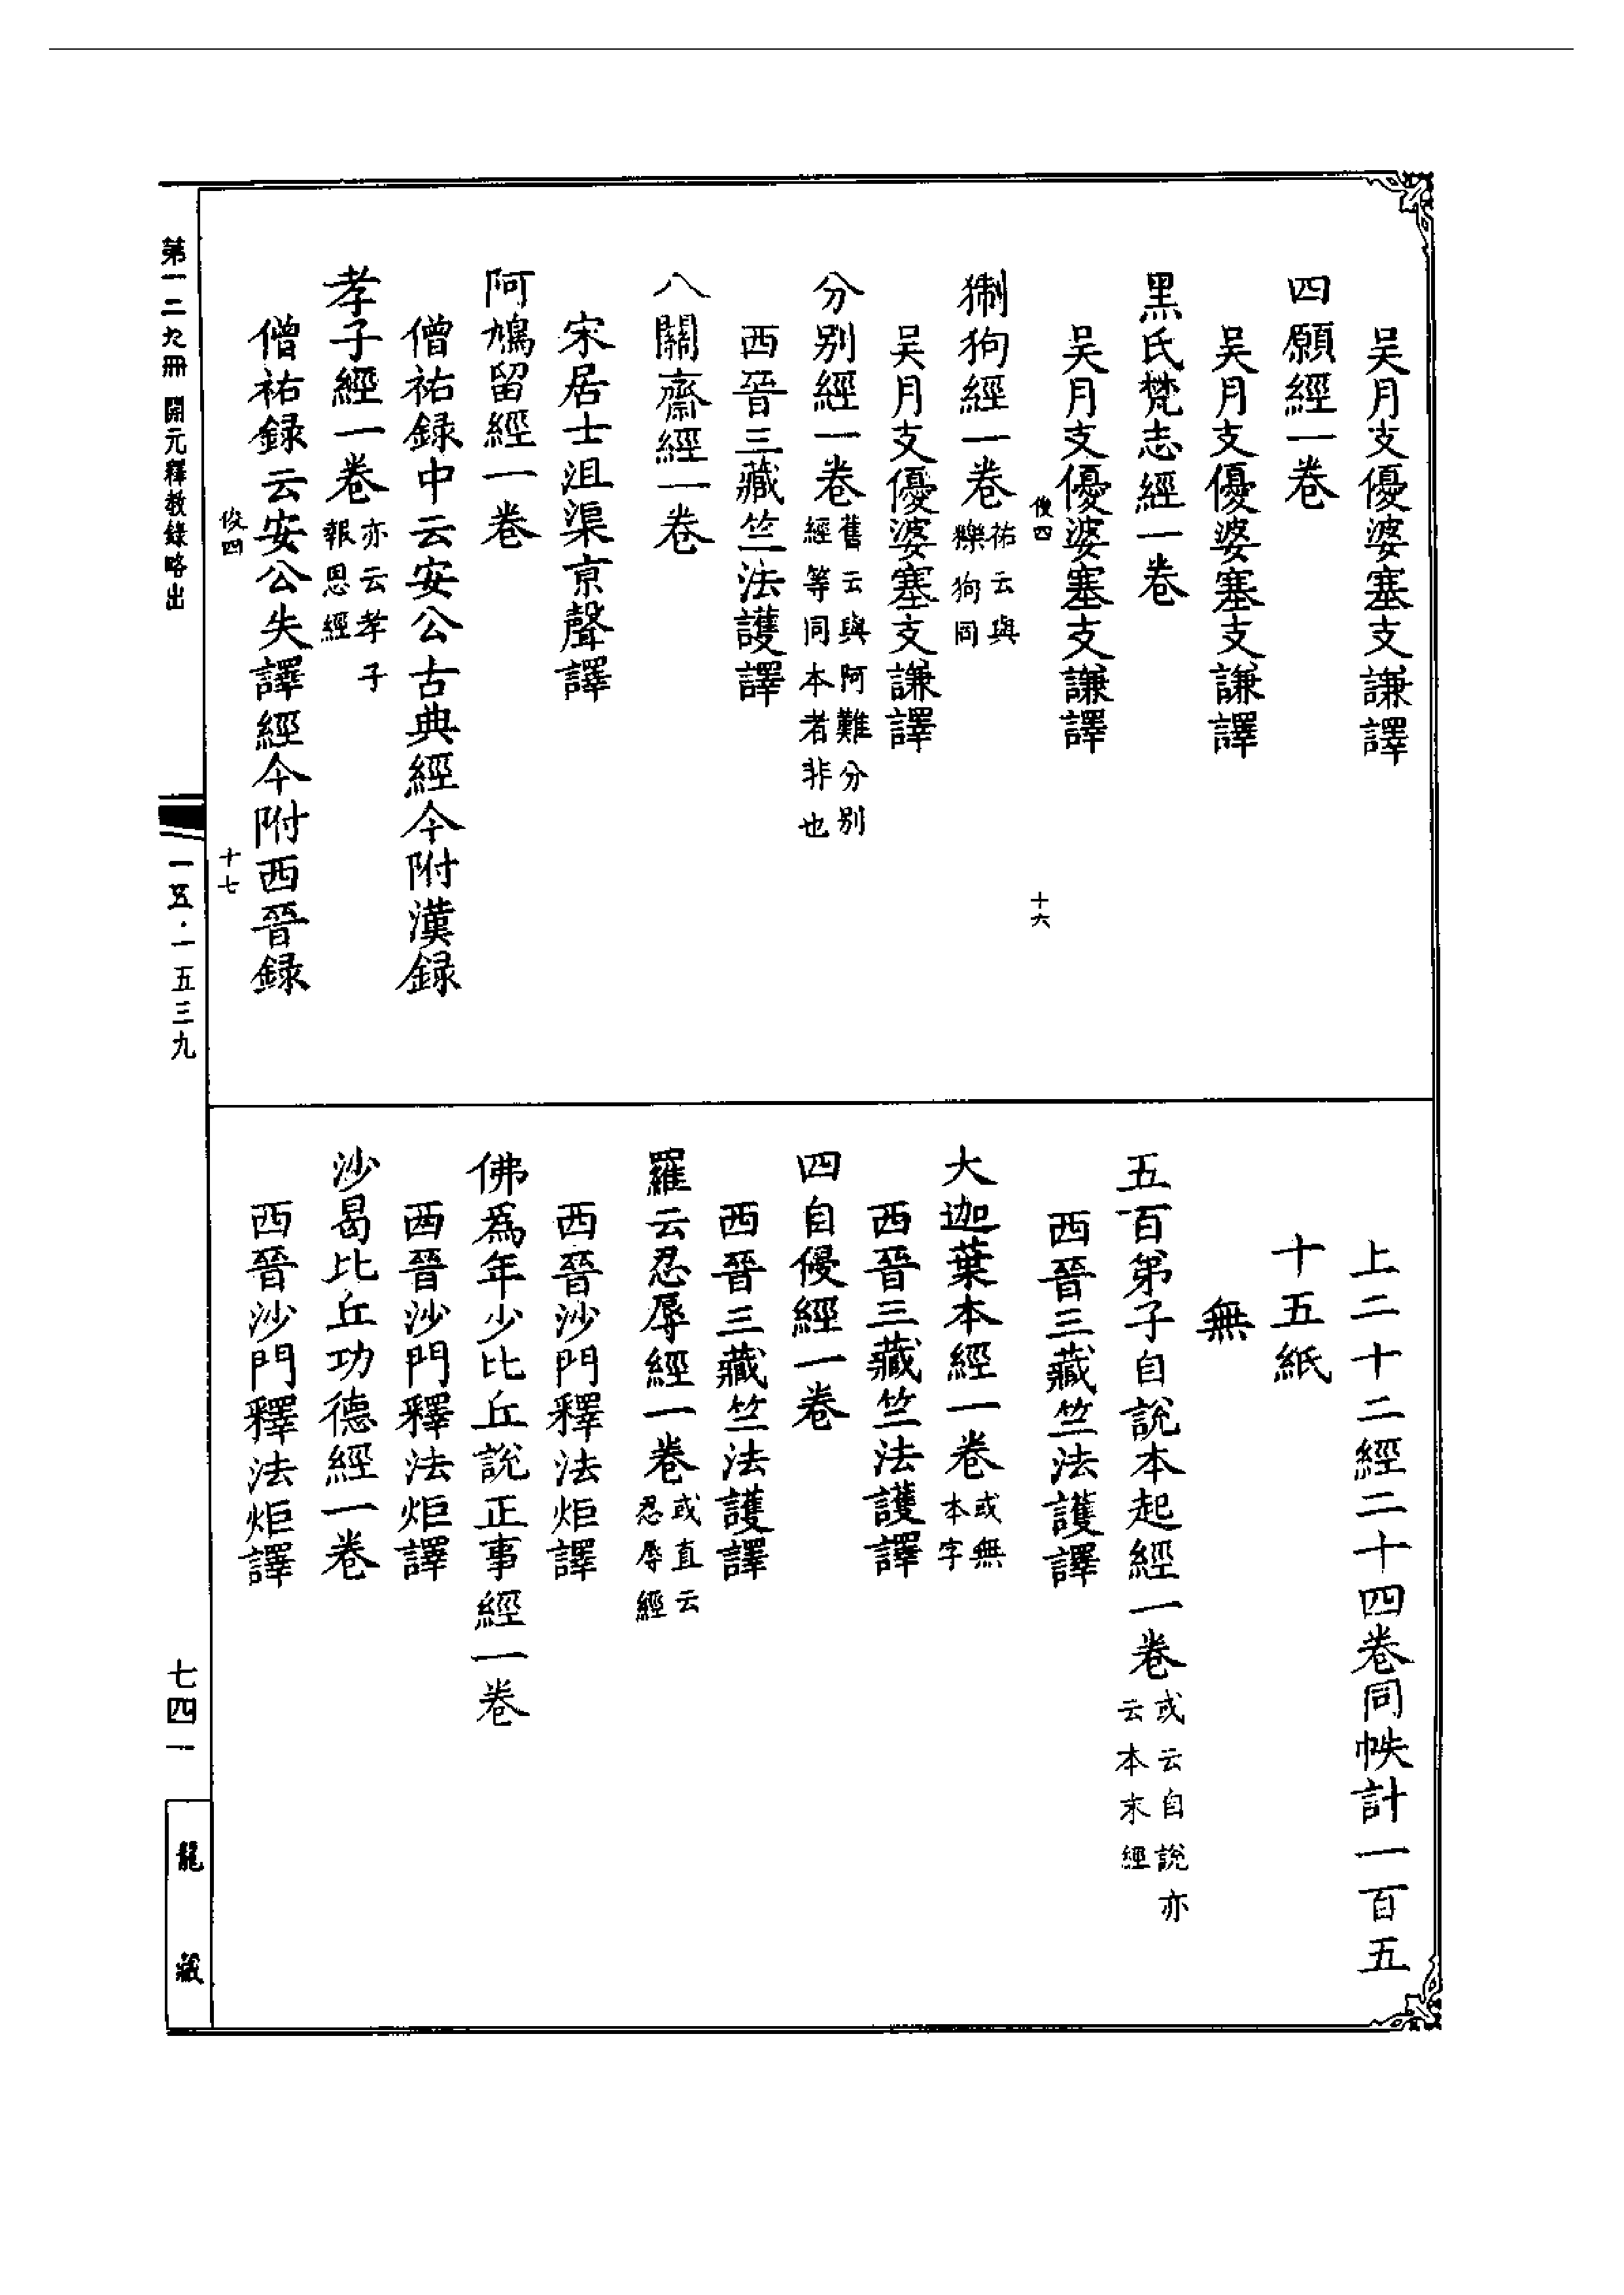 吴月支優婆塞支謙譯
四願經一卷
吴月支優婆塞支謙譯
黑氏梵志經一卷
吴月支優婆塞支謙譯
俊四
十六
猘狗經一卷祐云與㹱狗同
吴月支優婆塞支謙譯
分别經一卷舊云與阿難分别經等同本者非也
西晉三藏竺法護譯
八關齋經一卷
宋居士沮渠京聲譯
阿鳩留經一卷
僧祐録中云安公古典經今附漢録
孝子經一卷亦云孝子報恩經
僧祐録云安公失譯經今附西晉録
俊四
十七
上二十二經二十四卷同帙計一百五
十五紙
無
五百弟子自說本起經一卷或云自說亦云本末經
西晉三藏竺法護譯
大迦葉本經一卷或無本字
西晉三藏竺法護譯
四自侵經一卷
西晉三藏竺法護譯
羅云忍辱經一卷或直云忍辱經
西晉沙門釋法炬譯
佛為年少比丘說正事經一卷
西晉沙門釋法炬譯
沙曷比丘功德經一卷
西晉沙門釋法炬譯
第一二九冊 開元釋教錄略出
一五·一五三九
七四一
龍藏